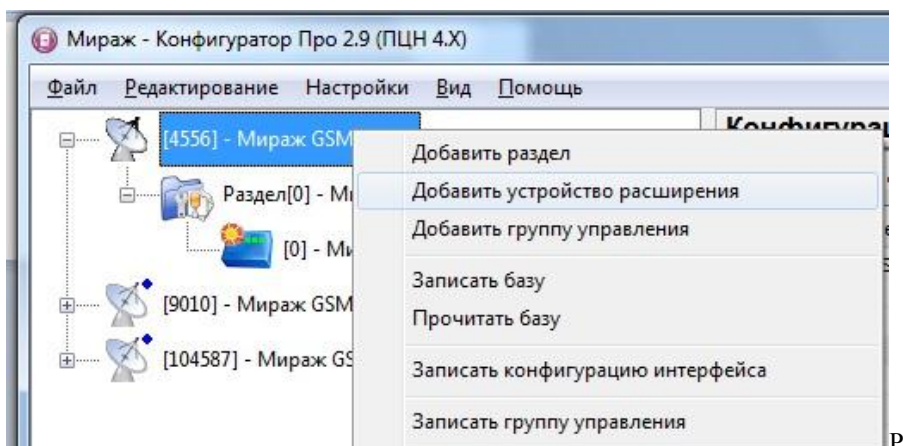 Мираж - Конфигуратор Про 2.9 (ПЦН 4.X)
Файл Редактирование Настройки Вид Помощь
[4556] - Мираж GSM
Добавить раздел
Добавить устройство расширения
Раздел[0] - М
Добавить группу управления
[0] - Ми
Записать базу
[9010] - Мираж GSM
Прочитать базу
[104587] - Мираж GS
Записать конфигурацию интерфейса
Записать группу управления
Р